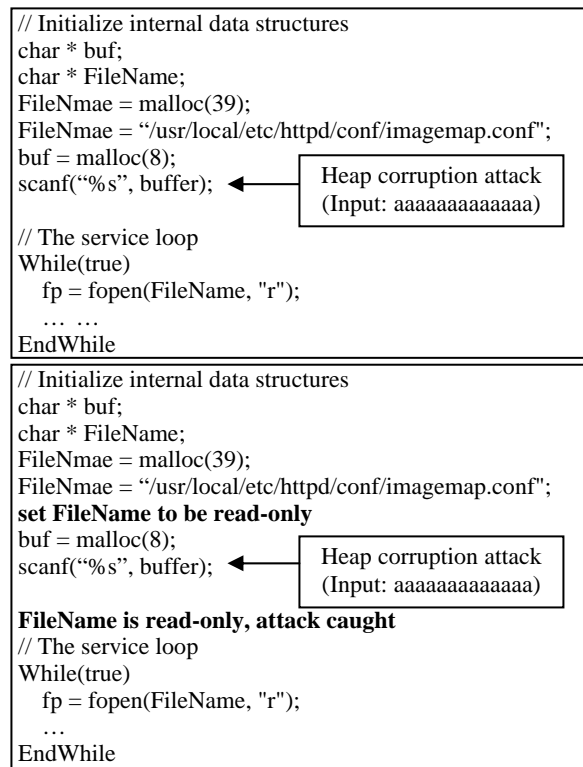 // Initialize internal data structures
char * buf;
char * FileName;
FileNmae = malloc(39);
FileNmae = “/usr/local/etc/httpd/conf/imagemap.conf";
buf = malloc(8);
scanf(“%s”, buffer);
Heap corruption attack
(Input: aaaaaaaaaaaaaa)
// The service loop
While(true)
fp = fopen(FileName, "r");
… …
EndWhile
// Initialize internal data structures
char * buf;
char * FileName;
FileNmae = malloc(39);
FileNmae = “/usr/local/etc/httpd/conf/imagemap.conf";
set FileName to be read-only
buf = malloc(8);
scanf(“%s”, buffer);
Heap corruption attack
(Input: aaaaaaaaaaaaaa)
FileName is read-only, attack caught
// The service loop
While(true)
fp = fopen(FileName, "r");
…
EndWhile